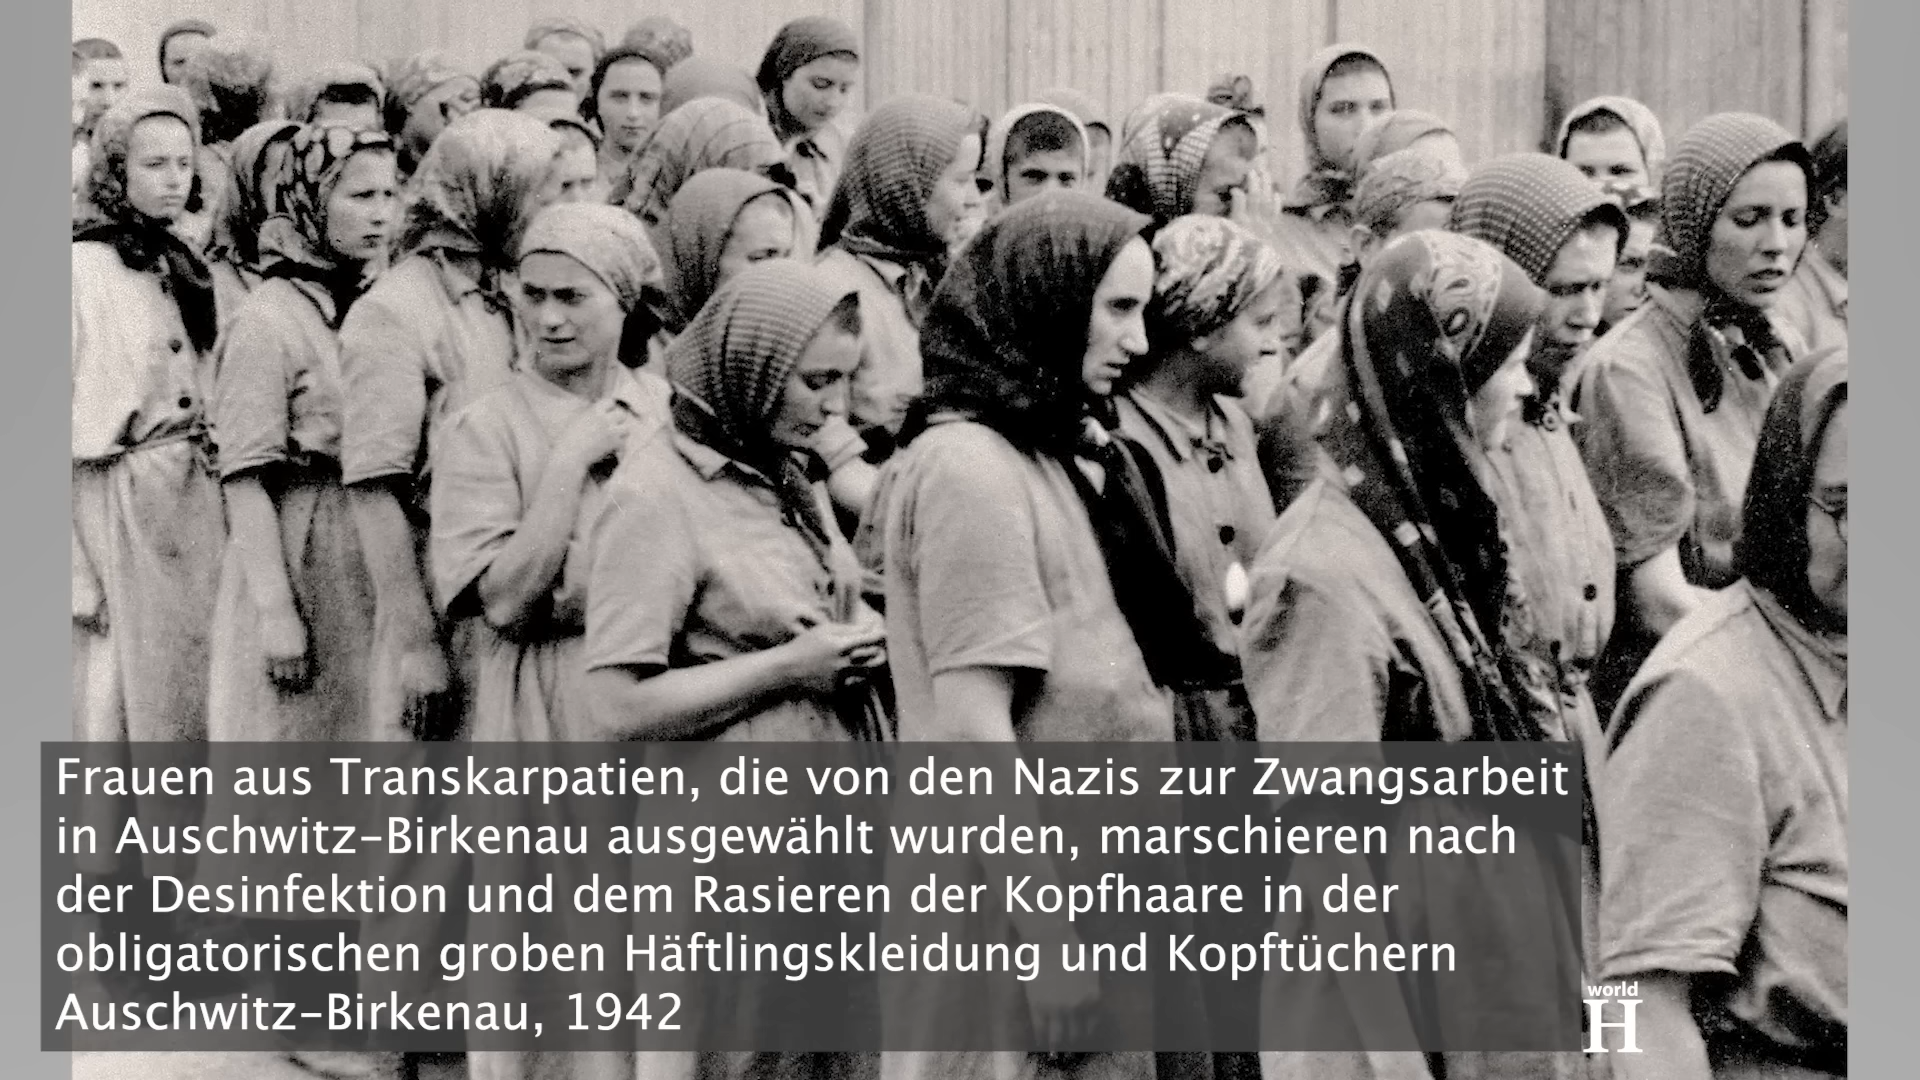 Frauen aus Transkarpatien, die von den Nazis zur Zwangsarbeit
in Auschwitz-Birkenau ausgewählt wurden, marschieren nach
der Desinfektion und dem Rasieren der Kopfhaare in der
obligatorischen groben Häftlingskleidung und Kopftüchern
Auschwitz-Birkenau, 1942
world
H